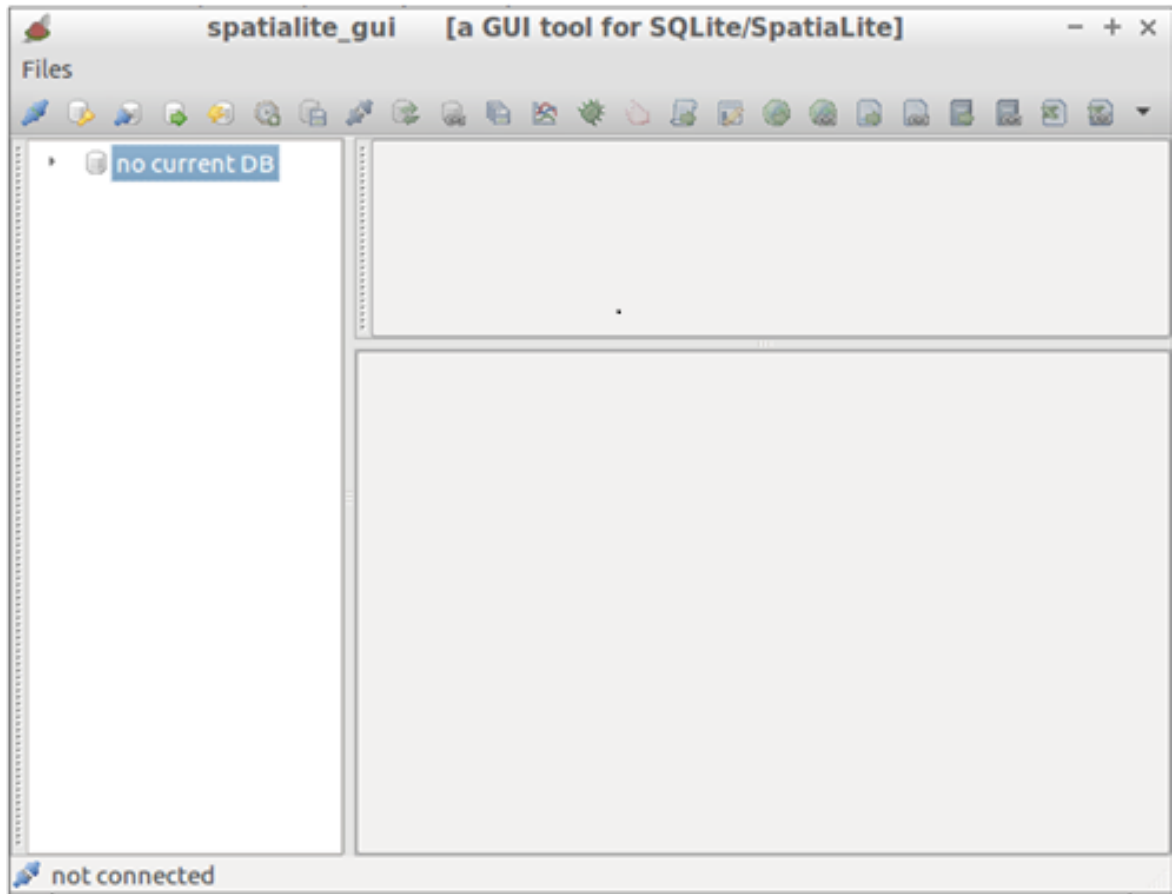 spatialite_gui [a GUI tool for SQLite/SpatiaLite]
Files
no current DB
not connected